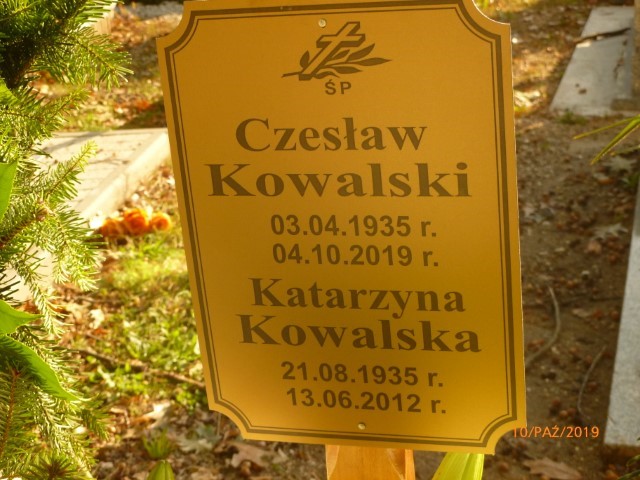 ŚP
Czesław
Kowalski
03.04.1935 r.
04.10.2019 r.
Katarzyna
Kowalska
21.08.1935 r.
13.06.2012 r.
10/PAŹ/2019